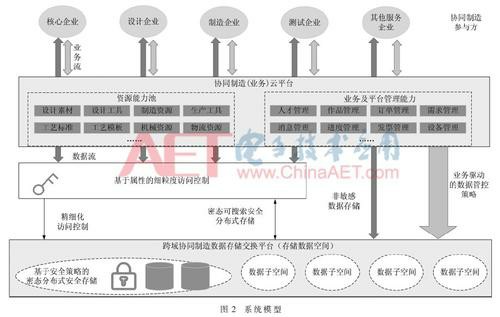 核心企业
设计企业
制造企业
测试企业
其他服务
企业
协同制造
参与方
业务流
协同制造(业务)云平台
资源能力池
设计素材 设计工具 制造资源 生产工具
工艺标准 工艺模板 机械资源 物流资源
……
业务及平台管理能力
人才管理 作品管理 订单管理 需求管理
消息管理 进度管理 发票管理 设备管理
……
数据流
AET 电子技术应用
www.ChinaAET.com
基于属性的细粒度访问控制
非敏感
数据存储
业务驱动
的数据管控
策略
精细化
访问控制
密态可搜索安全
分布式存储
跨域协同制造数据存储交换平台(存储数据空间)
基于安全策略的
密态分布式安全存储
数据子空间
数据子空间
数据子空间
数据子空间
图 2 系统模型